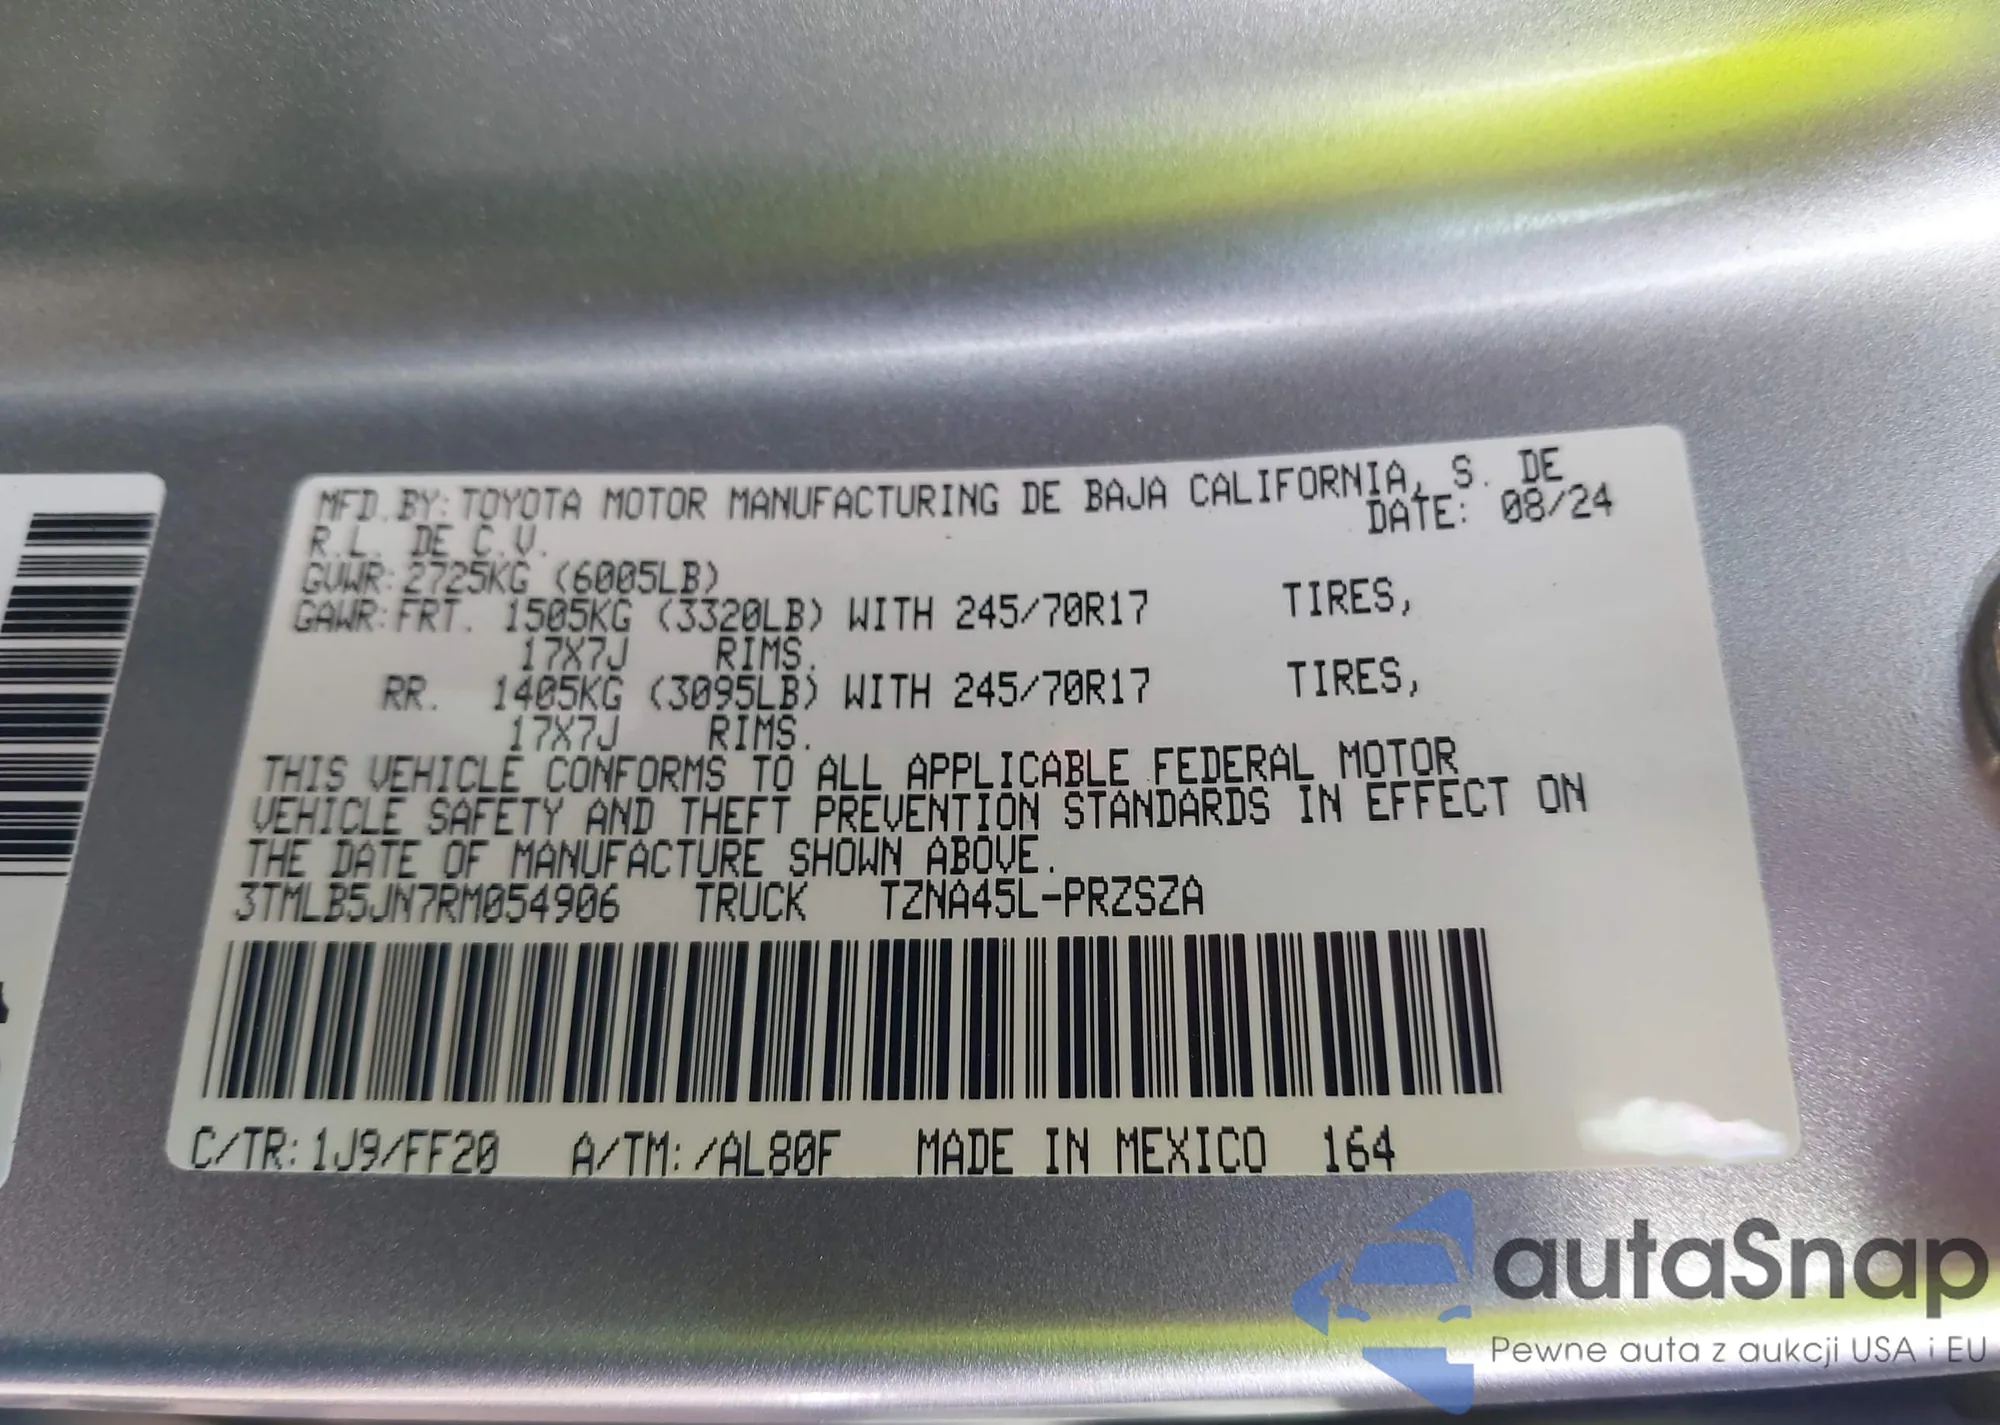 MFD.BY:TOYOTA MOTOR MANUFACTURING DE BAJA CALIFORNIA, S. DE
R.L. DE C.V. DATE: 08/24
GVWR:2725KG (6005LB)
GAWR:FRT. 1505KG (3320LB) WITH 245/70R17 TIRES,
17X7J RIMS.
RR. 1405KG (3095LB) WITH 245/70R17 TIRES,
17X7J RIMS.
THIS VEHICLE CONFORMS TO ALL APPLICABLE FEDERAL MOTOR
VEHICLE SAFETY AND THEFT PREVENTION STANDARDS IN EFFECT ON
THE DATE OF MANUFACTURE SHOWN ABOVE.
3TMLB5JN7RM054906 TRUCK TZNA45L-PRZSZA
C/TR:1J9/FF20 A/TM:/AL80F MADE IN MEXICO 164
autaSnap
Pewne auta z aukcji USA i EU